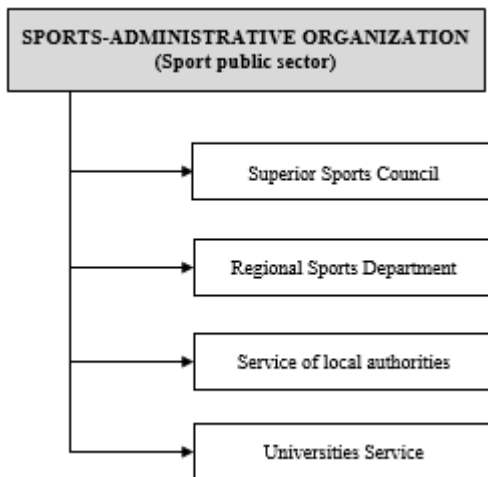 SPORTS-ADMINISTRATIVE ORGANIZATION
(Sport public sector)
Superior Sports Council
Regional Sports Department
Service of local authorities
Universities Service